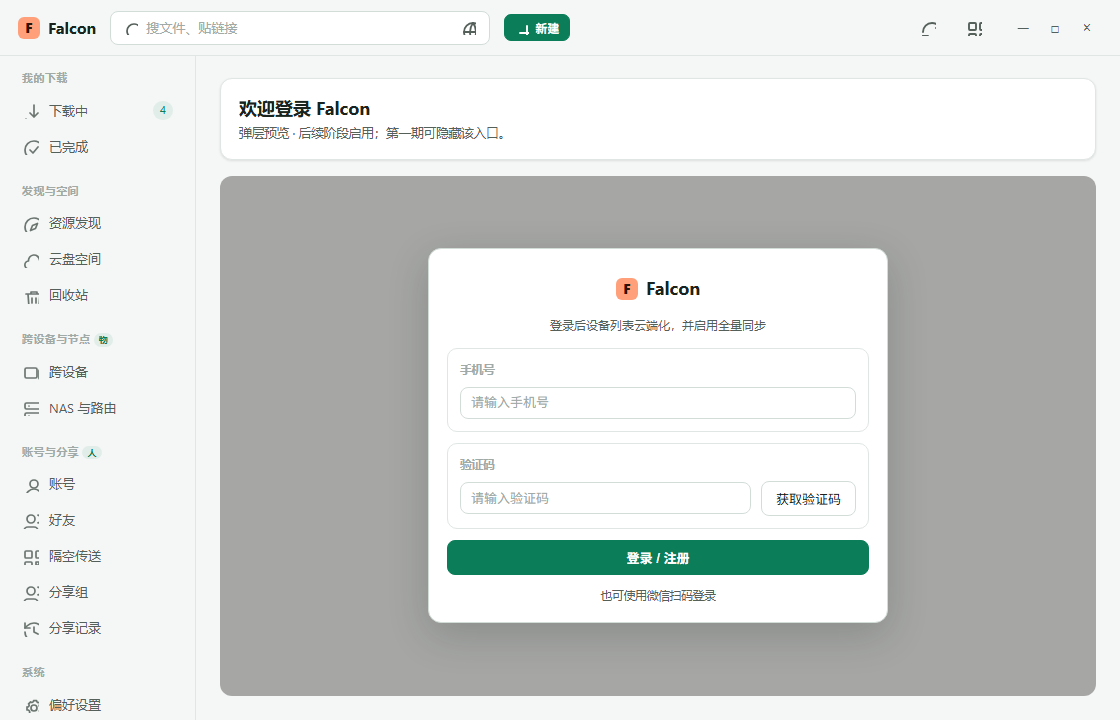 F Falcon
搜文件、贴链接
新建
我的下载
下载中 4
已完成
发现与空间
资源发现
云盘空间
回收站
跨设备与节点 物
跨设备
NAS 与路由
账号与分享 人
账号
好友
隔空传送
分享组
分享记录
系统
偏好设置
欢迎登录 Falcon
弹层预览 · 后续阶段启用；第一期可隐藏该入口。
F Falcon
登录后设备列表云端化，并启用全量同步
手机号
请输入手机号
验证码
请输入验证码 获取验证码
登录 / 注册
也可使用微信扫码登录